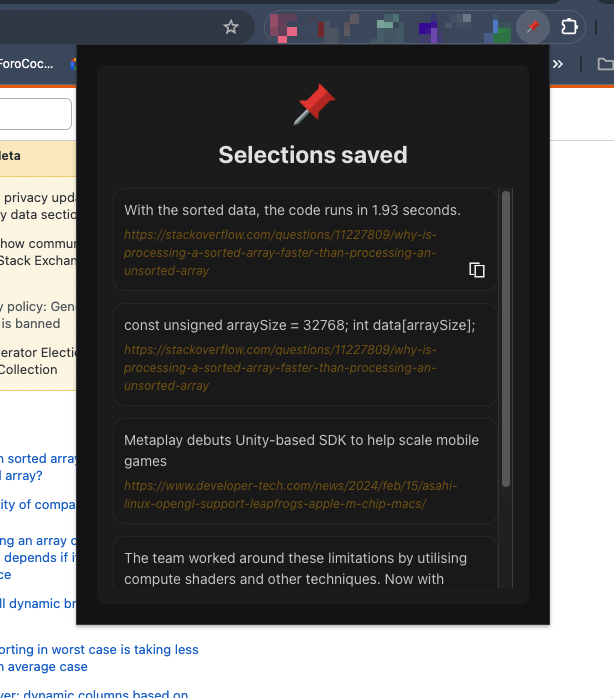 ForoCoc...
»
Meta
Selections saved
privacy upd
y data sectio
how commu
Stack Exchan
y policy: Gen
is banned
erator Electi
Collection
With the sorted data, the code runs in 1.93 seconds.
https://stackoverflow.com/questions/11227809/why-is-
processing-a-sorted-array-faster-than-processing-an-
unsorted-array
const unsigned arraySize = 32768; int data[arraySize];
https://stackoverflow.com/questions/11227809/why-is-
processing-a-sorted-array-faster-than-processing-an-
unsorted-array
Metaplay debuts Unity-based SDK to help scale mobile
games
https://www.developer-tech.com/news/2024/feb/15/asahi-
linux-opengl-support-leapfrogs-apple-m-chip-macs/
The team worked around these limitations by utilising
compute shaders and other techniques. Now with
n sorted array
d array?
ity of compa
ng an array o
depends if i
ce
ll dynamic br
orting in worst case is taking less
n average case
ver: dynamic columns based on